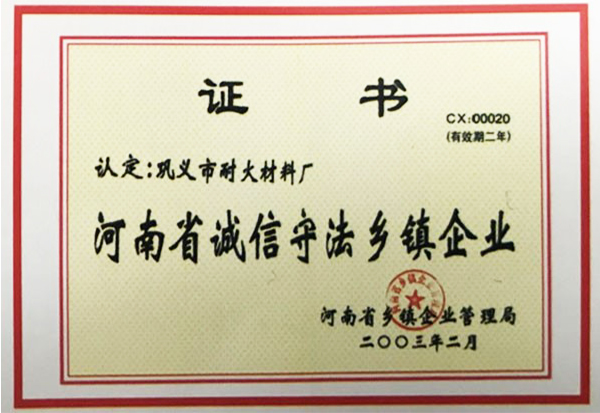 证书
CX:00020
(有效期二年)
认定:巩义市耐火材料厂
河南省诚信守法乡镇企业
河南省乡镇企业管理局
二〇〇三年二月